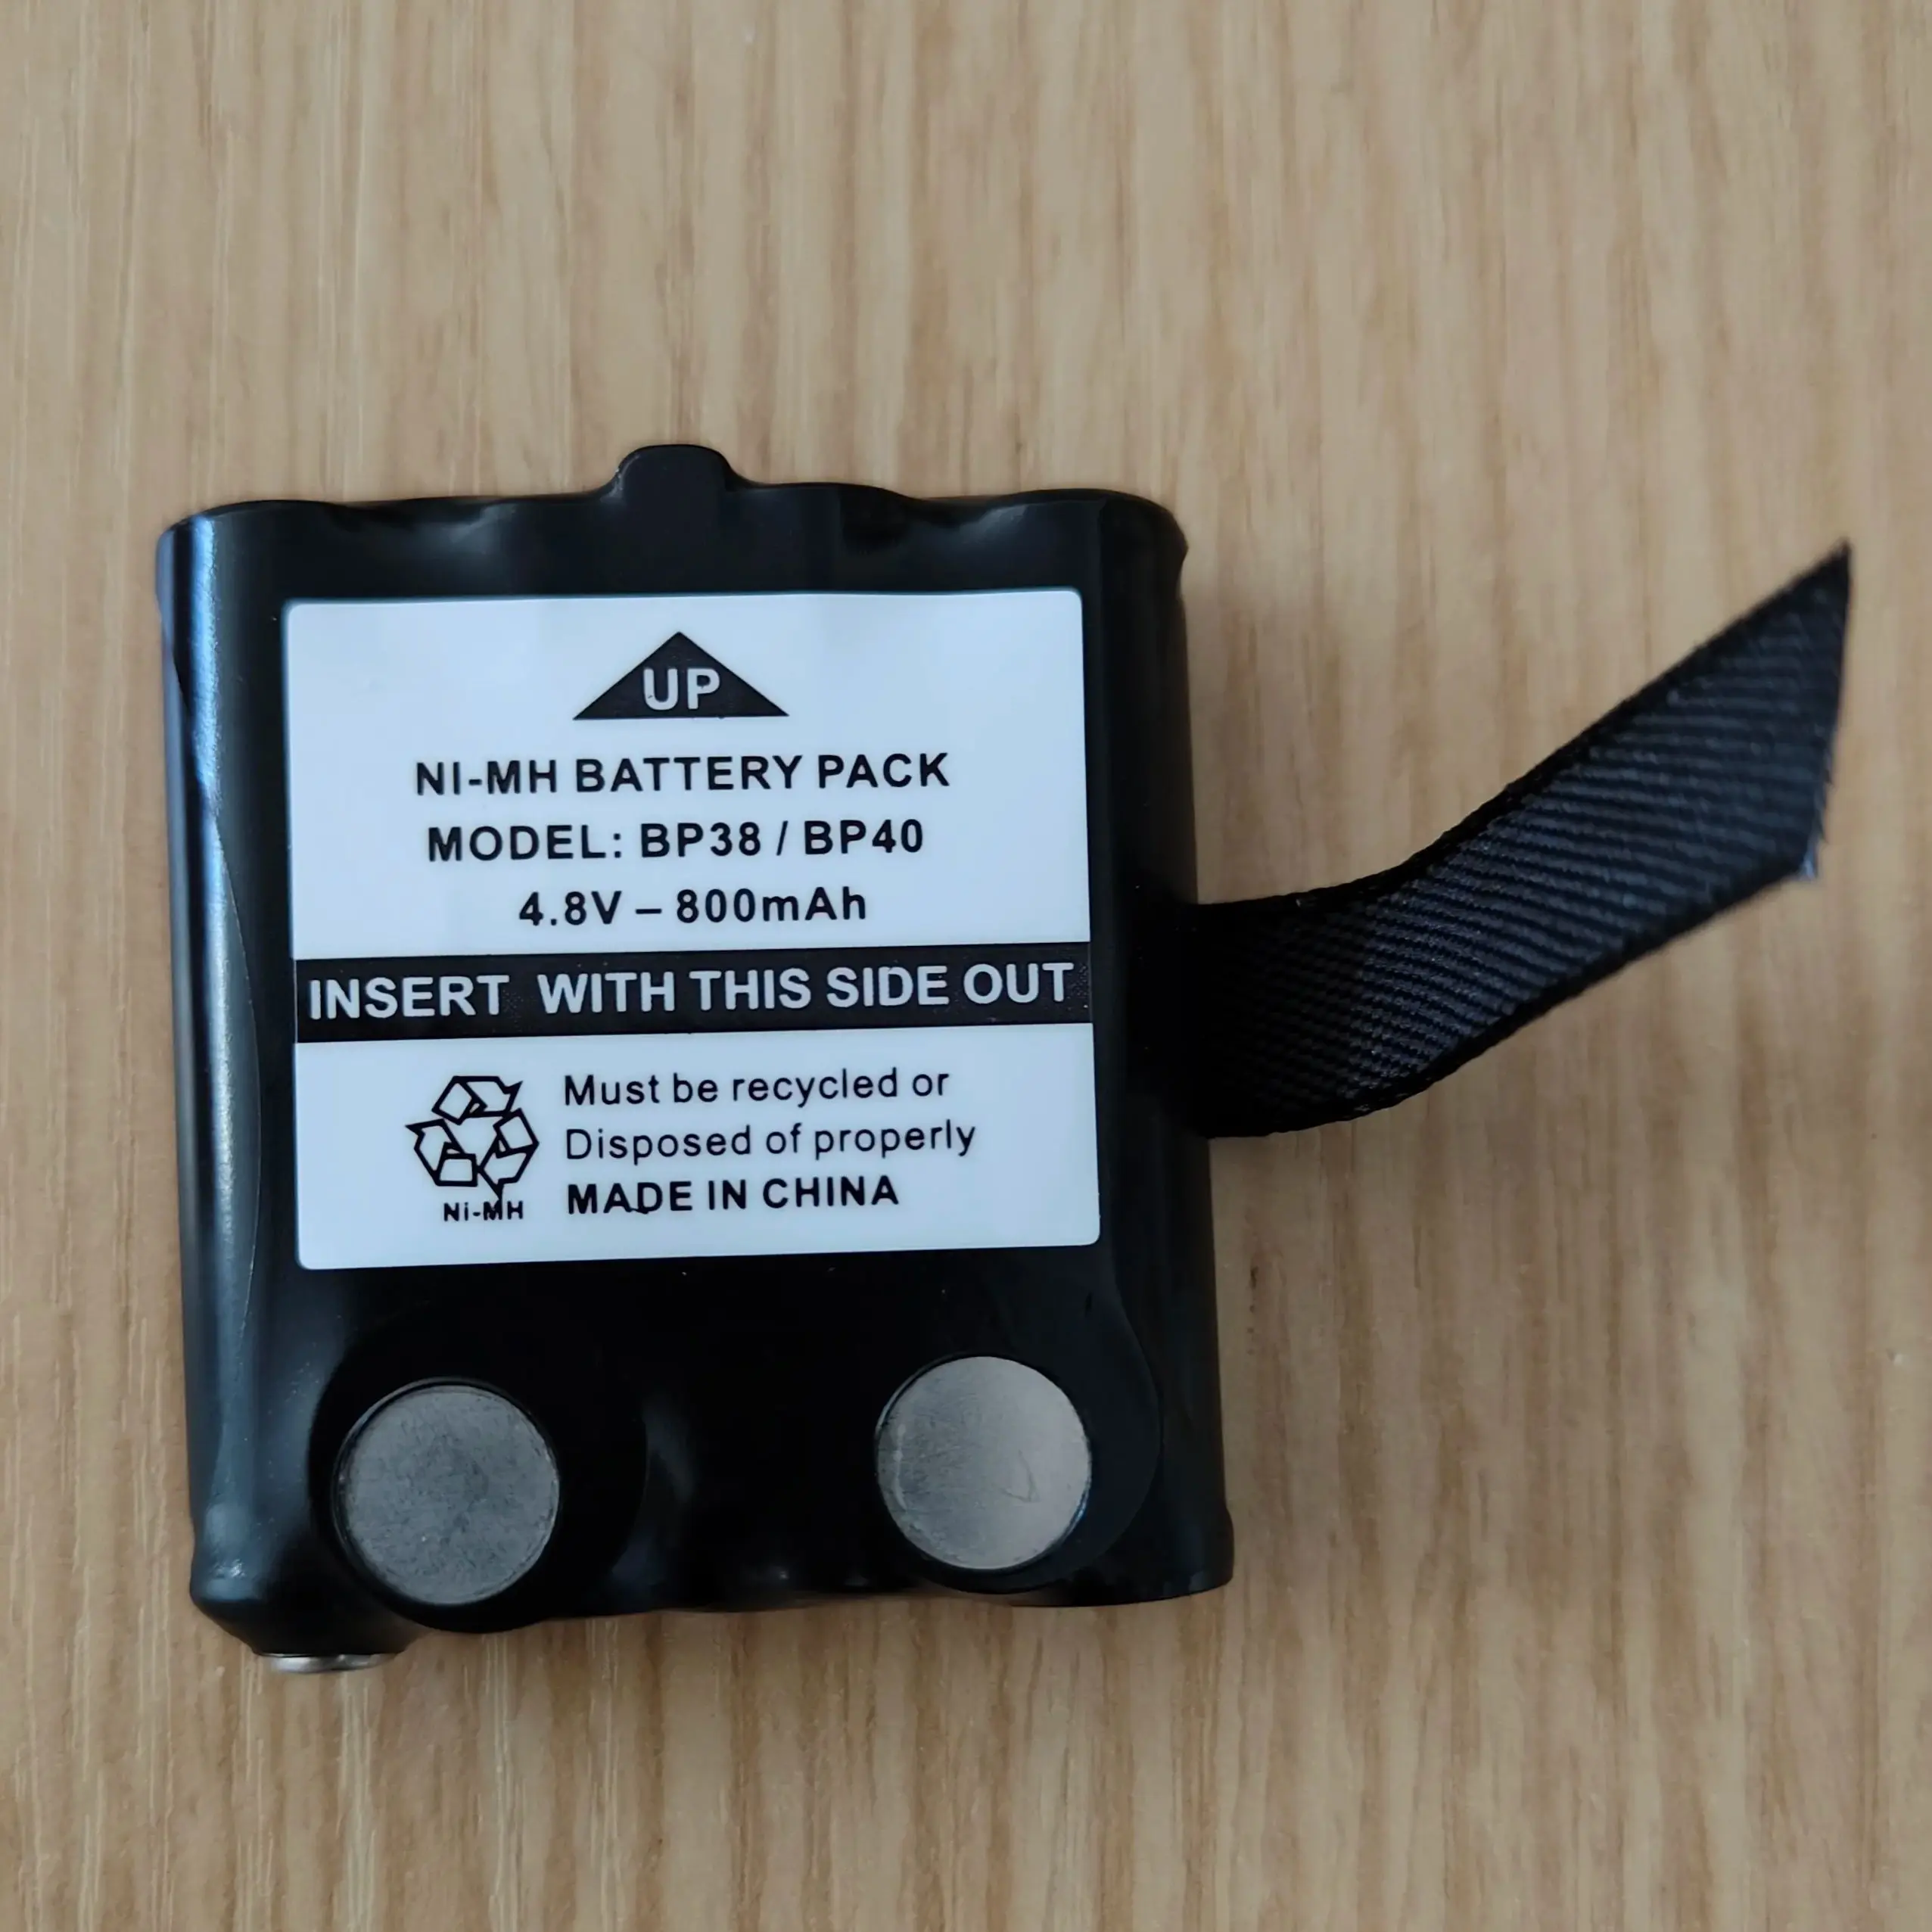 UP
NI-MH BATTERY PACK
MODEL: BP38 / BP40
4.8V – 800mAh
INSERT WITH THIS SIDE OUT
Must be recycled or
Disposed of properly
Ni-MH MADE IN CHINA